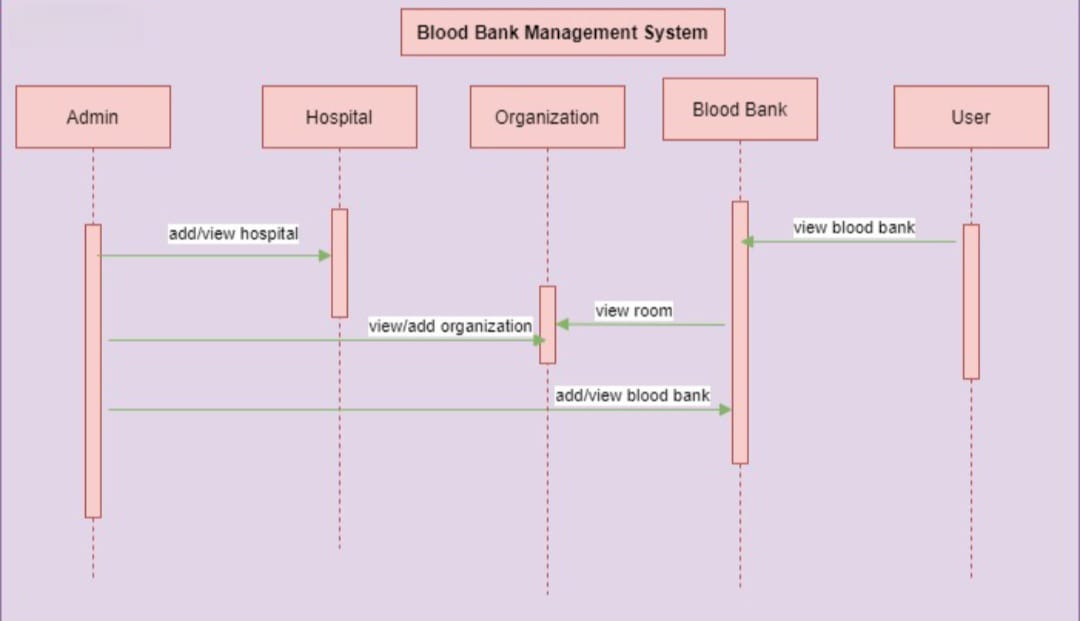 Blood Bank Management System
Admin
Hospital
Organization
Blood Bank
User
add/view hospital
view blood bank
view room
view/add organization
add/view blood bank